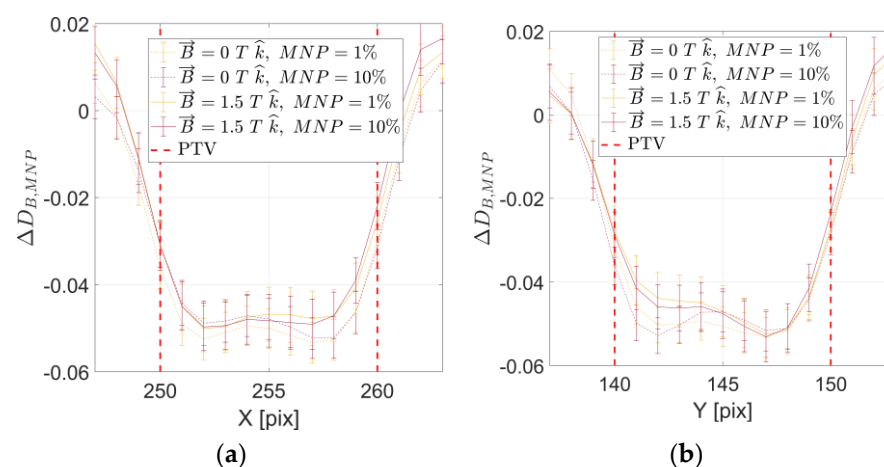 0.02
0
-0.02
-0.04
-0.06
ΔD_{B,MNP}
250 255 260
X [pix]
B⃗ = 0 T k̂, MNP = 1%
B⃗ = 0 T k̂, MNP = 10%
B⃗ = 1.5 T k̂, MNP = 1%
B⃗ = 1.5 T k̂, MNP = 10%
PTV
(a)
0.02
0
-0.02
-0.04
-0.06
ΔD_{B,MNP}
140 145 150
Y [pix]
B⃗ = 0 T k̂, MNP = 1%
B⃗ = 0 T k̂, MNP = 10%
B⃗ = 1.5 T k̂, MNP = 1%
B⃗ = 1.5 T k̂, MNP = 10%
PTV
(b)